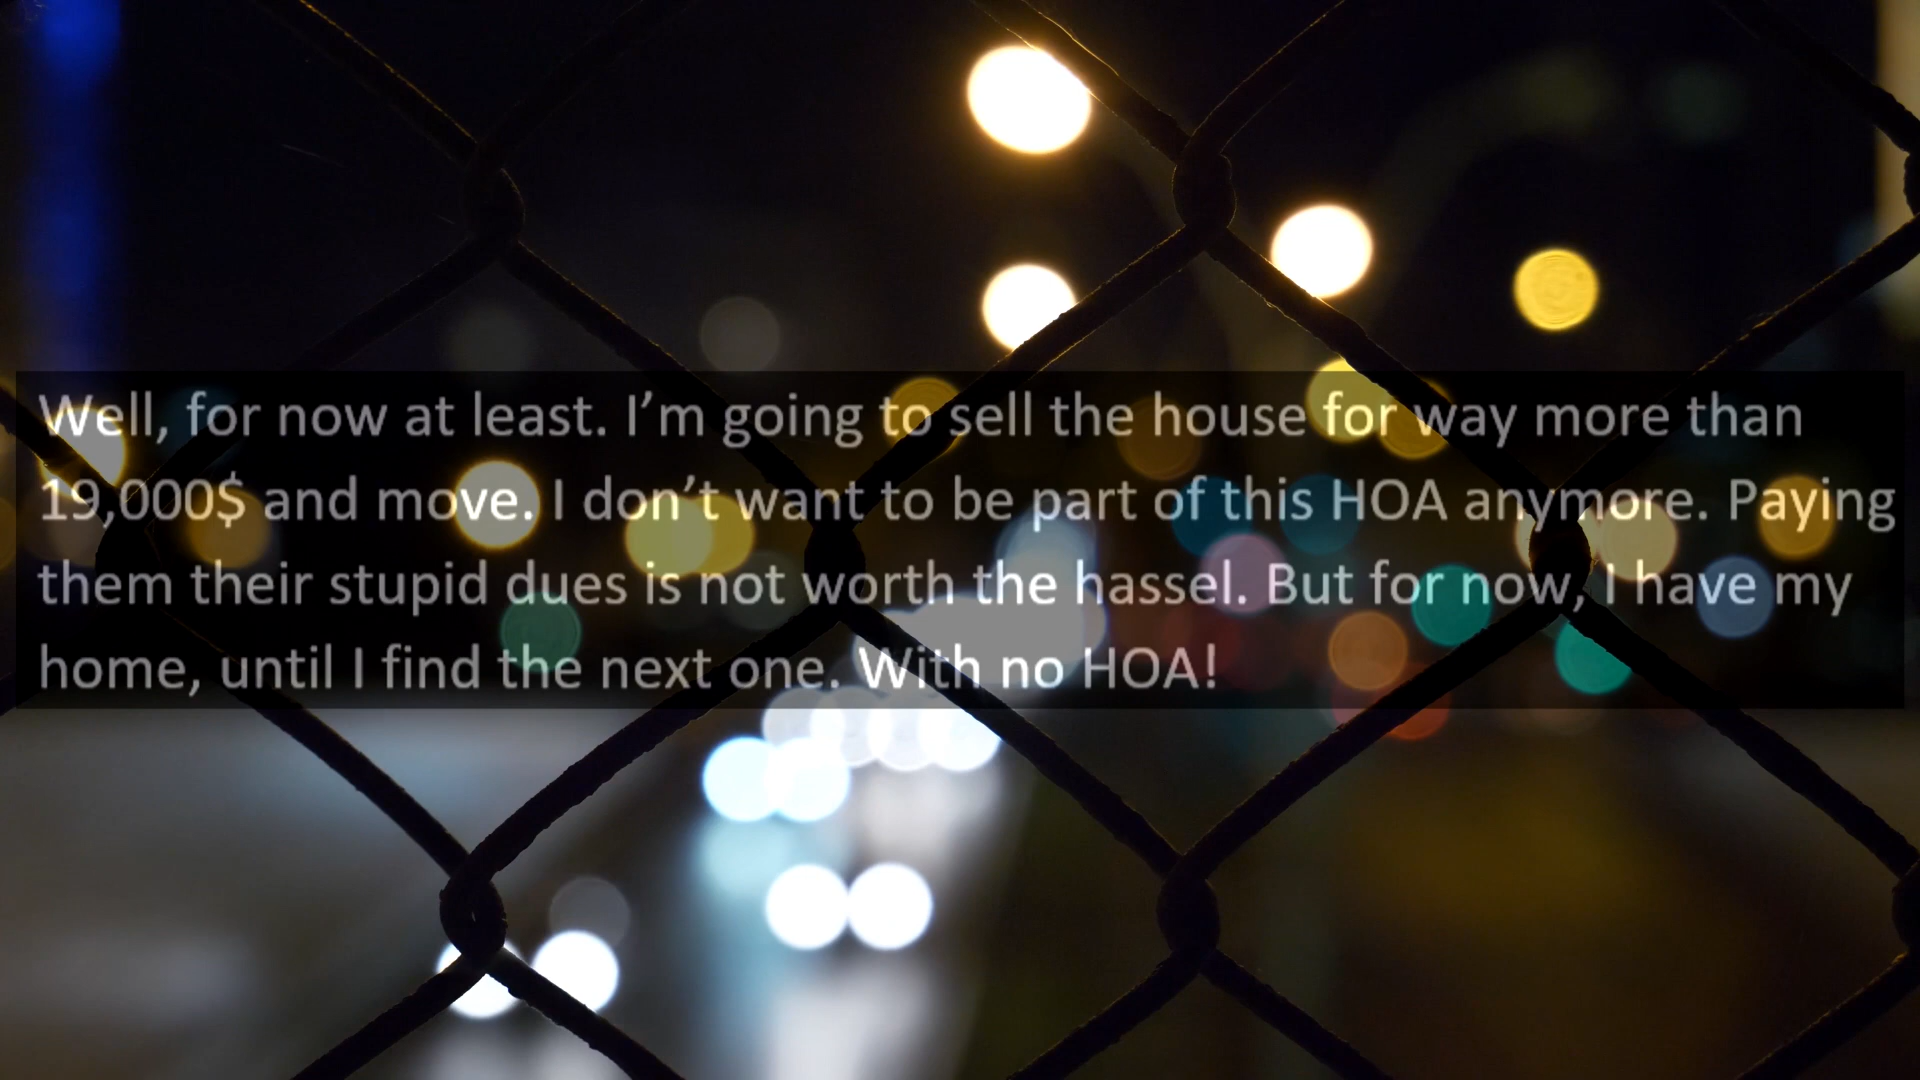 Well, for now at least. I’m going to sell the house for way more than
19,000$ and move. I don’t want to be part of this HOA anymore. Paying
them their stupid dues is not worth the hassel. But for now, I have my
home, until I find the next one. With no HOA!